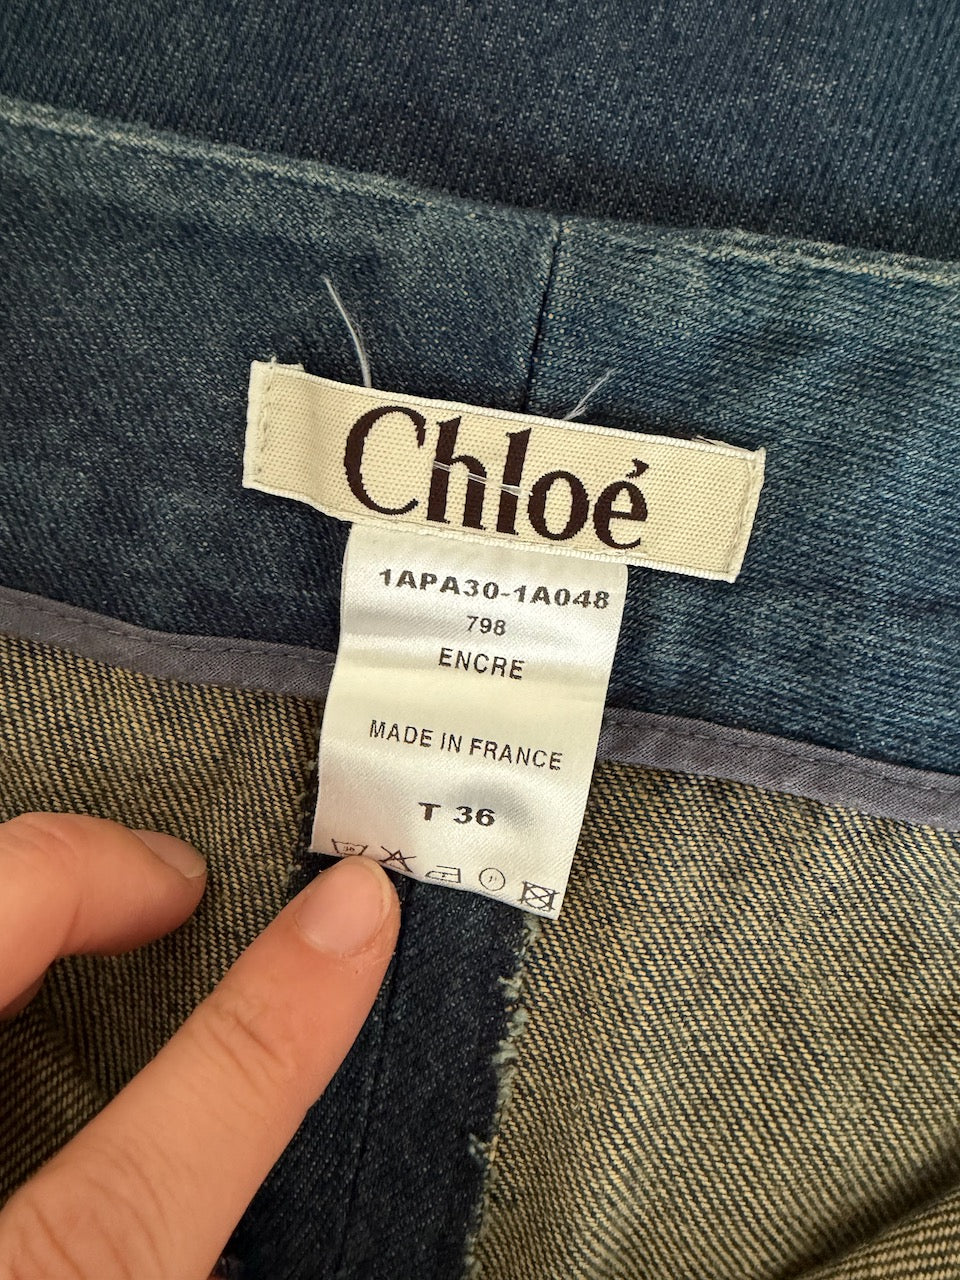 Chloé
1APA30-1A048
798
ENCRE
MADE IN FRANCE
T 36